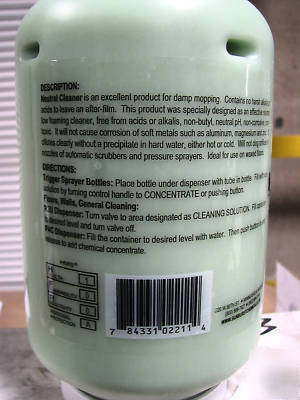 DESCRIPTION:
Neutral Cleaner is an excellent product for damp mopping. Contains no harsh
acids to leave an after-film. This product was specially designed as an effective
low foaming cleaner, free from acids or alkalis, non-butyl, neutral pH, non-corrosive,
toxic. It will not cause corrosion of soft metals such as aluminum, magnesium and
dilutes clearly without a precipitate in hard water, either hot or cold. Will not clog
nozzles of automatic scrubbers and pressure sprayers. Ideal for use on waxed floors.
DIRECTIONS:
Trigger Sprayer Bottles: Place bottle under dispenser with tube in bottle. Fill with
solution by turning control handle to CONCENTRATE or pushing button.
Floors, Walls, General Cleaning:
Dispenser: Turn valve to area designated as CLEANING SOLUTION. Fill
to desired level and turn valve off.
Dispenser: Fill the container to desired level with water. Then push button
release to add chemical concentrate.
1
0
0
A
7 84331 02211 4